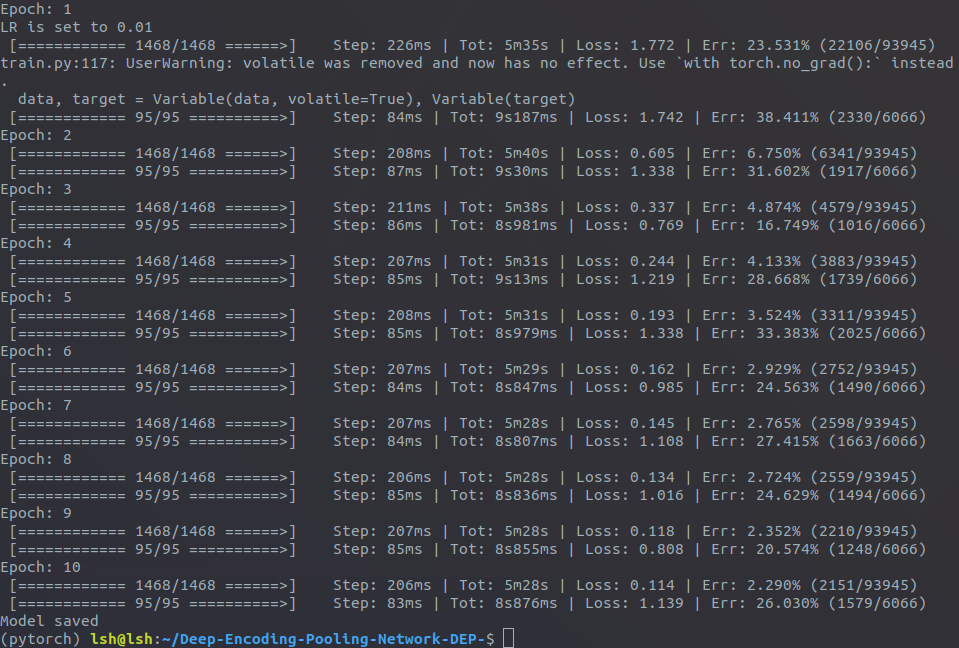 Epoch: 1
LR is set to 0.01
[============ 1468/1468 ======>]    Step: 226ms | Tot: 5m35s | Loss: 1.772 | Err: 23.531% (22106/93945)
train.py:117: UserWarning: volatile was removed and now has no effect. Use `with torch.no_grad():` instead
.
data, target = Variable(data, volatile=True), Variable(target)
[============ 95/95 ==========>]    Step: 84ms | Tot: 9s187ms | Loss: 1.742 | Err: 38.411% (2330/6066)
Epoch: 2
[============ 1468/1468 ======>]    Step: 208ms | Tot: 5m40s | Loss: 0.605 | Err: 6.750% (6341/93945)
[============ 95/95 ==========>]    Step: 87ms | Tot: 9s30ms | Loss: 1.338 | Err: 31.602% (1917/6066)
Epoch: 3
[============ 1468/1468 ======>]    Step: 211ms | Tot: 5m38s | Loss: 0.337 | Err: 4.874% (4579/93945)
[============ 95/95 ==========>]    Step: 86ms | Tot: 8s981ms | Loss: 0.769 | Err: 16.749% (1016/6066)
Epoch: 4
[============ 1468/1468 ======>]    Step: 207ms | Tot: 5m31s | Loss: 0.244 | Err: 4.133% (3883/93945)
[============ 95/95 ==========>]    Step: 85ms | Tot: 9s13ms | Loss: 1.219 | Err: 28.668% (1739/6066)
Epoch: 5
[============ 1468/1468 ======>]    Step: 208ms | Tot: 5m31s | Loss: 0.193 | Err: 3.524% (3311/93945)
[============ 95/95 ==========>]    Step: 85ms | Tot: 8s979ms | Loss: 1.338 | Err: 33.383% (2025/6066)
Epoch: 6
[============ 1468/1468 ======>]    Step: 207ms | Tot: 5m29s | Loss: 0.162 | Err: 2.929% (2752/93945)
[============ 95/95 ==========>]    Step: 84ms | Tot: 8s847ms | Loss: 0.985 | Err: 24.563% (1490/6066)
Epoch: 7
[============ 1468/1468 ======>]    Step: 207ms | Tot: 5m28s | Loss: 0.145 | Err: 2.765% (2598/93945)
[============ 95/95 ==========>]    Step: 84ms | Tot: 8s807ms | Loss: 1.108 | Err: 27.415% (1663/6066)
Epoch: 8
[============ 1468/1468 ======>]    Step: 206ms | Tot: 5m28s | Loss: 0.134 | Err: 2.724% (2559/93945)
[============ 95/95 ==========>]    Step: 85ms | Tot: 8s836ms | Loss: 1.016 | Err: 24.629% (1494/6066)
Epoch: 9
[============ 1468/1468 ======>]    Step: 207ms | Tot: 5m28s | Loss: 0.118 | Err: 2.352% (2210/93945)
[============ 95/95 ==========>]    Step: 85ms | Tot: 8s855ms | Loss: 0.808 | Err: 20.574% (1248/6066)
Epoch: 10
[============ 1468/1468 ======>]    Step: 206ms | Tot: 5m28s | Loss: 0.114 | Err: 2.290% (2151/93945)
[============ 95/95 ==========>]    Step: 83ms | Tot: 8s876ms | Loss: 1.139 | Err: 26.030% (1579/6066)
Model saved
(pytorch) lsh@lsh:~/Deep-Encoding-Pooling-Network-DEP-$